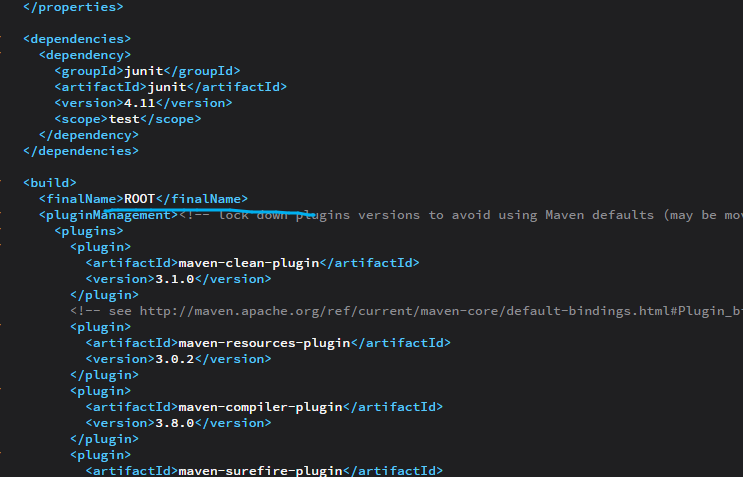 </properties>
<dependencies>
<dependency>
<groupId>junit</groupId>
<artifactId>junit</artifactId>
<version>4.11</version>
<scope>test</scope>
</dependency>
</dependencies>
<build>
<finalName>ROOT</finalName>
<pluginManagement><!-- lock down plugins versions to avoid using Maven defaults (may be mov
<plugins>
<plugin>
<artifactId>maven-clean-plugin</artifactId>
<version>3.1.0</version>
</plugin>
<!-- see http://maven.apache.org/ref/current/maven-core/default-bindings.html#Plugin_bi
<plugin>
<artifactId>maven-resources-plugin</artifactId>
<version>3.0.2</version>
</plugin>
<plugin>
<artifactId>maven-compiler-plugin</artifactId>
<version>3.8.0</version>
</plugin>
<plugin>
<artifactId>maven-surefire-plugin</artifactId>